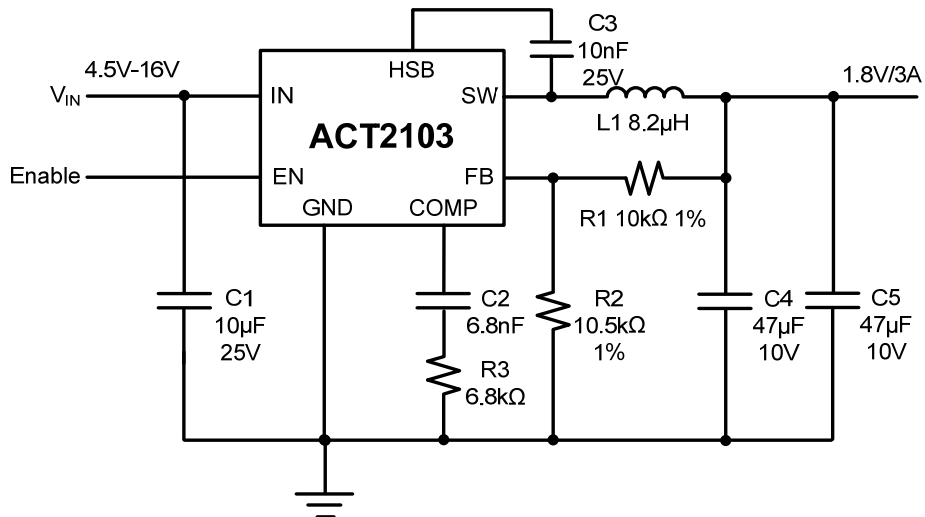 C3
10nF
25V
4.5V-16V
HSB
1.8V/3A
VIN
IN
SW
L1 8.2µH
ACT2103
Enable
EN
FB
GND
COMP
R1 10kΩ 1%
C1
10µF
25V
C2
6.8nF
R2
10.5kΩ
1%
C4
47µF
10V
C5
47µF
10V
R3
6.8kΩ